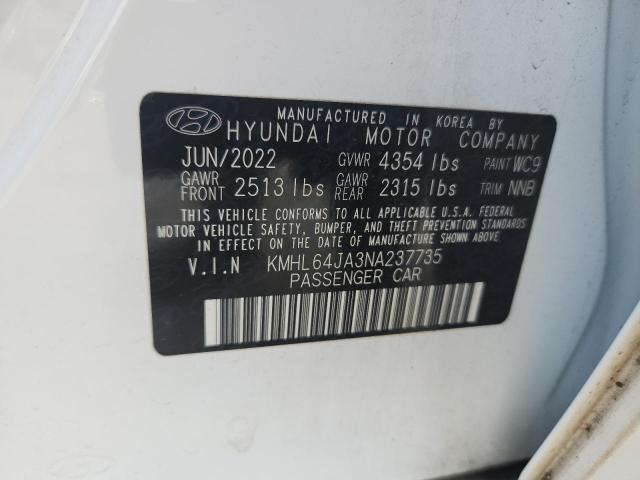 MANUFACTURED IN KOREA BY
HYUNDAI MOTOR COMPANY
JUN/2022 GVWR 4354 lbs PAINT WC9
GAWR FRONT 2513 lbs GAWR REAR 2315 lbs TRIM NNB
THIS VEHICLE CONFORMS TO ALL APPLICABLE U.S.A. FEDERAL
MOTOR VEHICLE SAFETY, BUMPER, AND THEFT PREVENTION STANDARDS
IN EFFECT ON THE DATE OF MANUFACTURE SHOWN ABOVE.
V.I.N KMHL64JA3NA237735
PASSENGER CAR